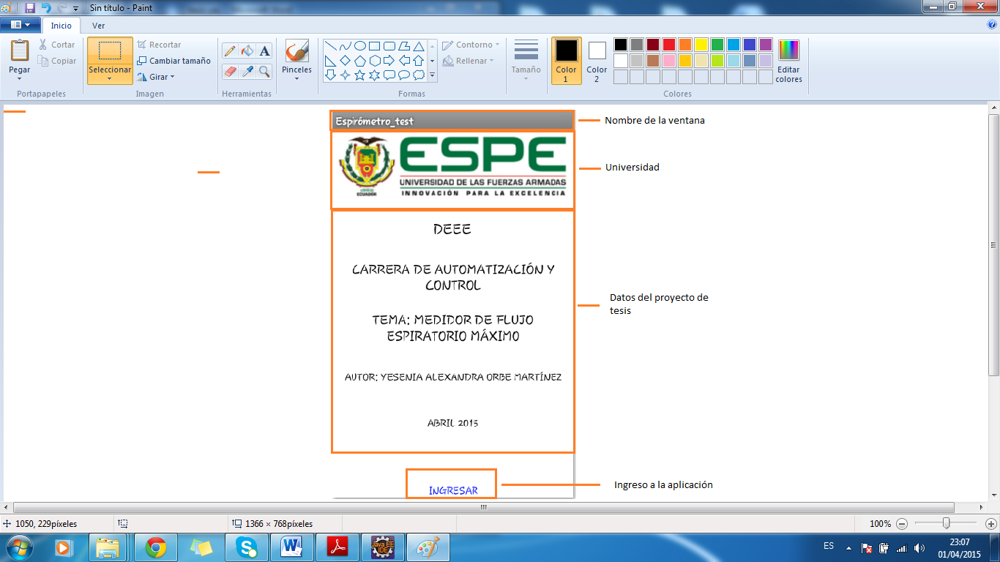 Sin título - Paint
Inicio
Ver
Pegar
Cortar
Copiar
Portapapeles
Seleccionar
Recortar
Cambiar tamaño
Girar
Imagen
A
Herramientas
Pinceles
Contorno
Rellenar
Formas
Tamaño
Color
1
Color
2
Editar
colores
Colores
Espirómetro_test
Nombre de la ventana
ESPE
UNIVERSIDAD DE LAS FUERZAS ARMADAS
INNOVACIÓN PARA LA EXCELENCIA
ECUADOR
Universidad
DEEE
CARRERA DE AUTOMATIZACIÓN Y
CONTROL
TEMA: MEDIDOR DE FLUJO
ESPIRATORIO MÁXIMO
Datos del proyecto de
tesis
AUTOR: YESENIA ALEXANDRA ORBE MARTÍNEZ
ABRIL 2015
INGRESAR
Ingreso a la aplicación
1050, 229píxeles
1366 × 768píxeles
100%
Java EE
IDE
ES
23:07
01/04/2015